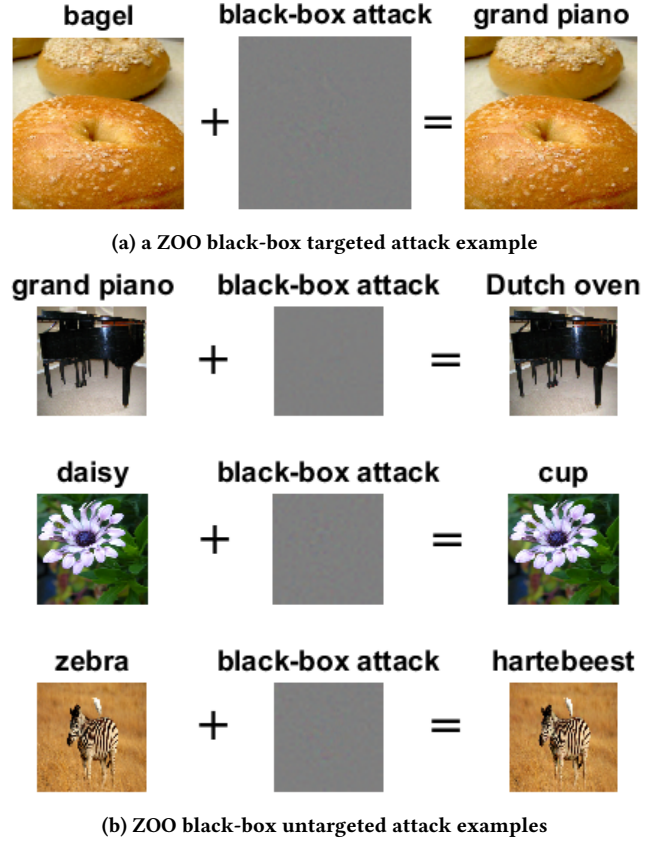 bagel black-box attack grand piano
+ =
(a) a ZOO black-box targeted attack example
grand piano black-box attack Dutch oven
+ =
daisy black-box attack cup
+ =
zebra black-box attack hartebeest
+ =
(b) ZOO black-box untargeted attack examples